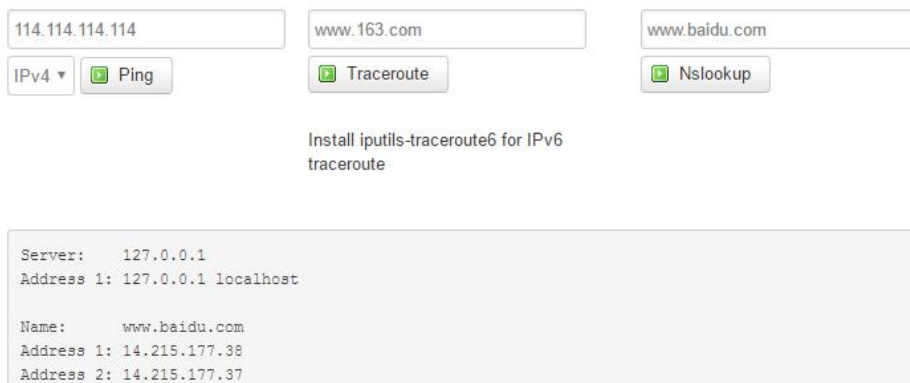 114.114.114.114
www.163.com
www.baidu.com
IPv4
Ping
Traceroute
Nslookup
Install iputils-traceroute6 for IPv6
traceroute
Server: 127.0.0.1
Address 1: 127.0.0.1 localhost
Name: www.baidu.com
Address 1: 14.215.177.38
Address 2: 14.215.177.37